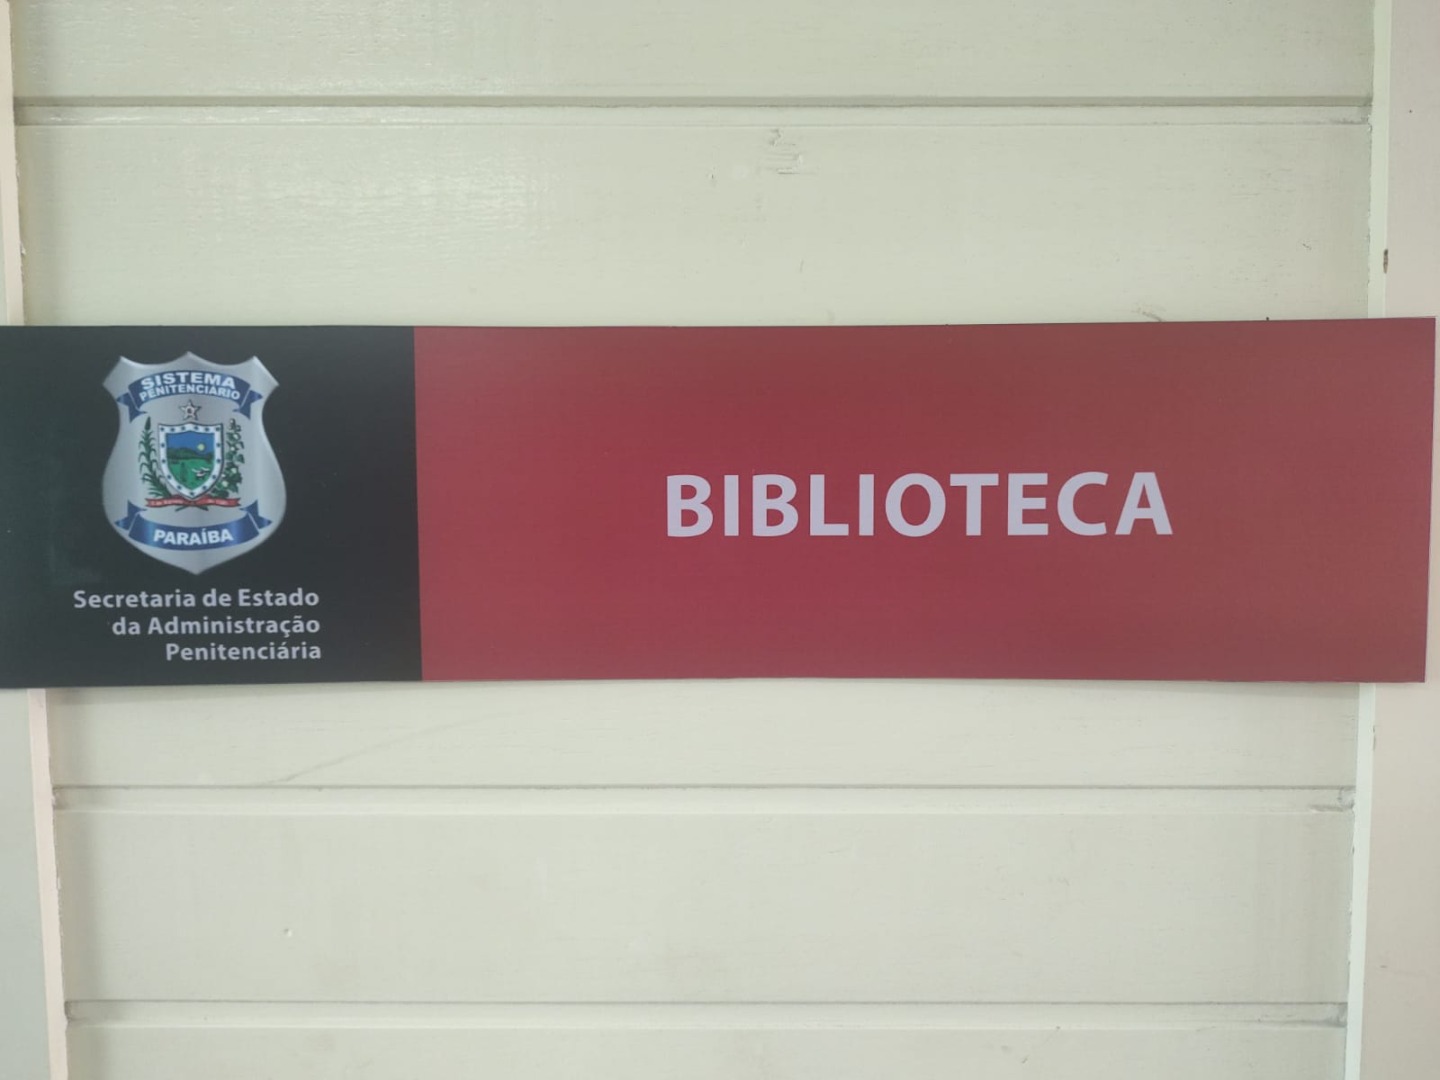 SISTEMA
PENITENCIÁRIO
PARAÍBA
Secretaria de Estado
da Administração
Penitenciária
BIBLIOTECA